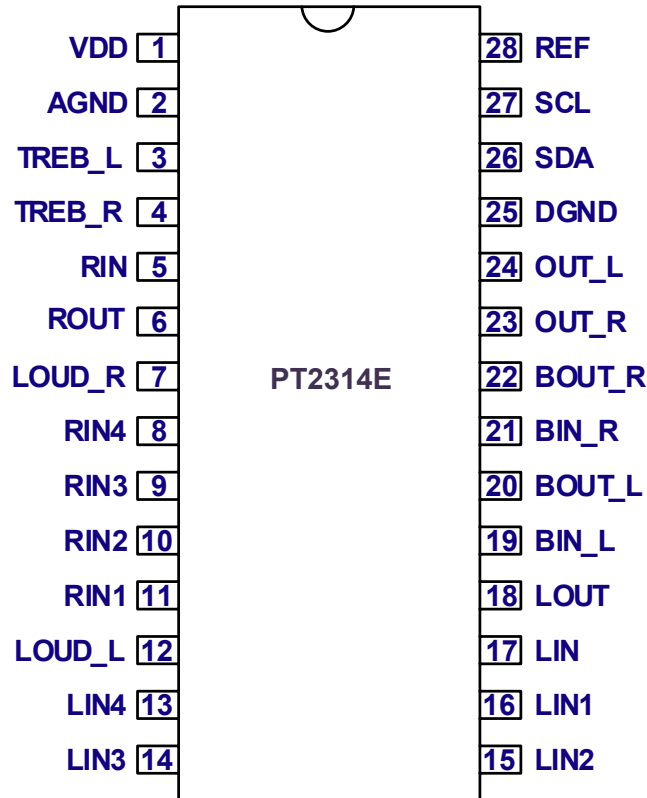 VDD 1 28 REF
AGND 2 27 SCL
TREB_L 3 26 SDA
TREB_R 4 25 DGND
RIN 5 24 OUT_L
ROUT 6 23 OUT_R
LOUD_R 7 PT2314E 22 BOUT_R
RIN4 8 21 BIN_R
RIN3 9 20 BOUT_L
RIN2 10 19 BIN_L
RIN1 11 18 LOUT
LOUD_L 12 17 LIN
LIN4 13 16 LIN1
LIN3 14 15 LIN2